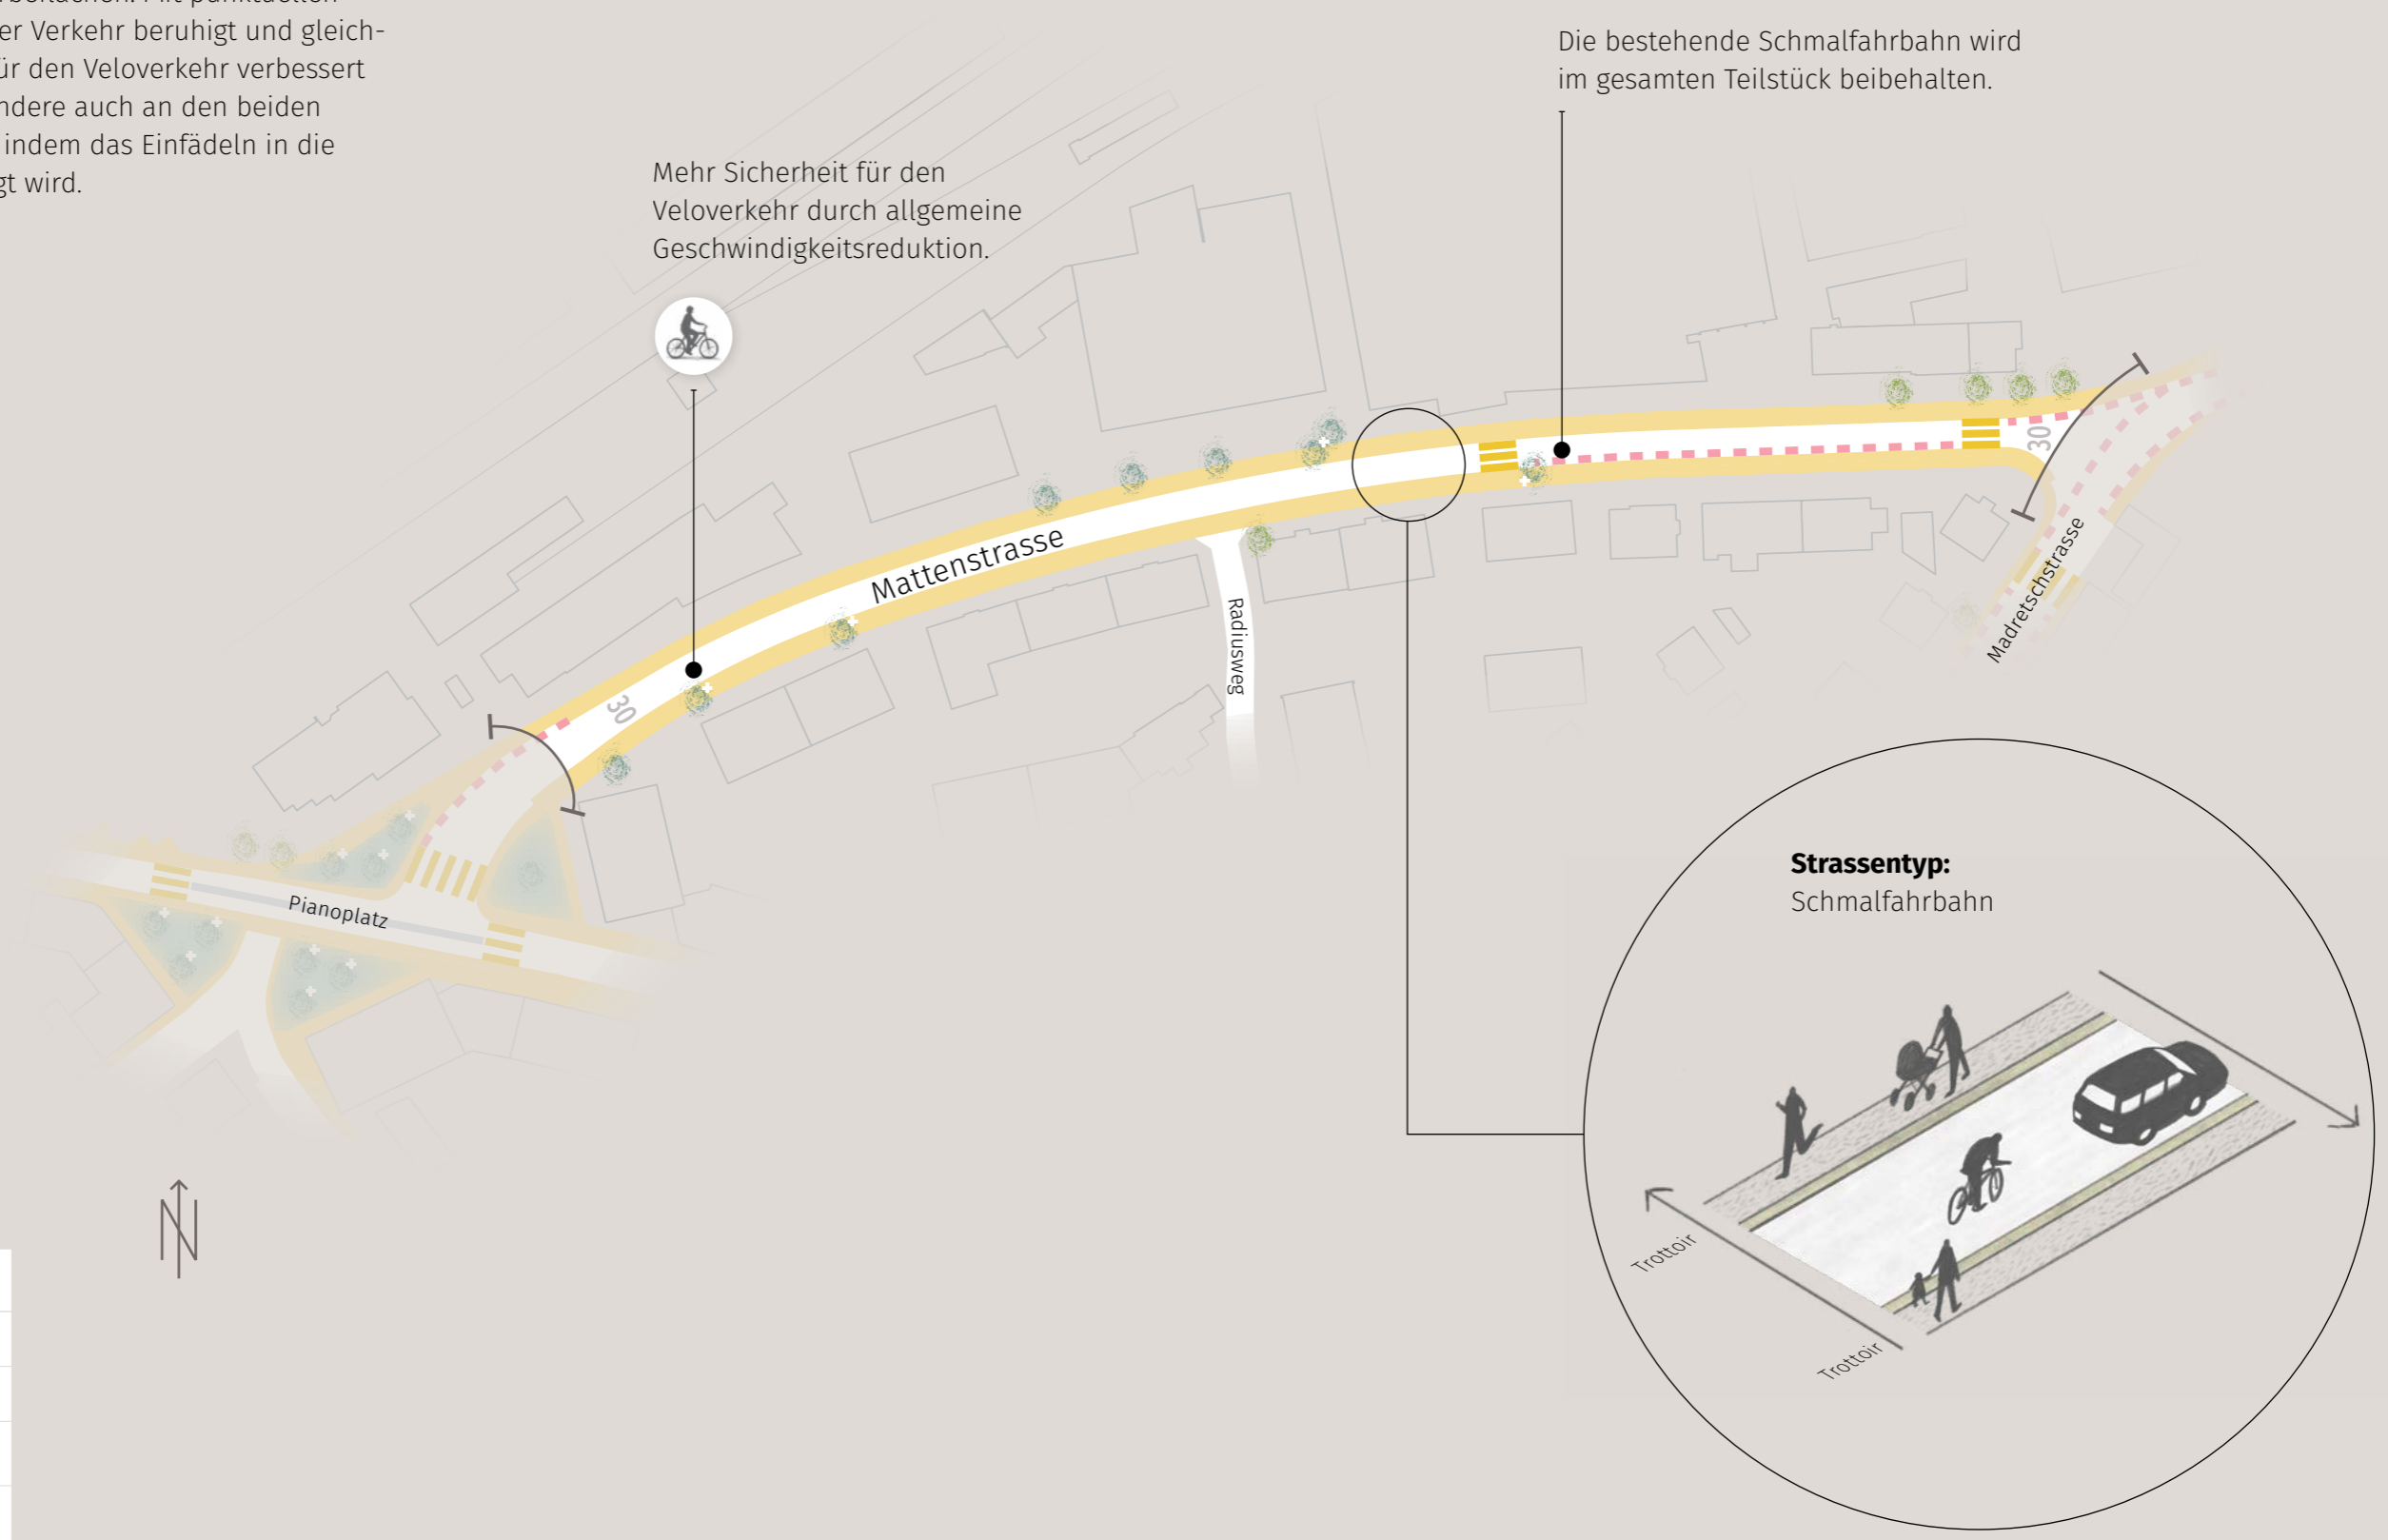 er Verkehr beruhigt und gleich-
ür den Veloverkehr verbessert
ndere auch an den beiden
indem das Einfädeln in die
gt wird.
Die bestehende Schmalfahrbahn wird
im gesamten Teilstück beibehalten.
Mehr Sicherheit für den
Veloverkehr durch allgemeine
Geschwindigkeitsreduktion.
30
Mattenstrasse
Radiusweg
Madretschstrasse
30
Pianoplatz
Strassentyp:
Schmalfahrbahn
Trottoir
Trottoir
N